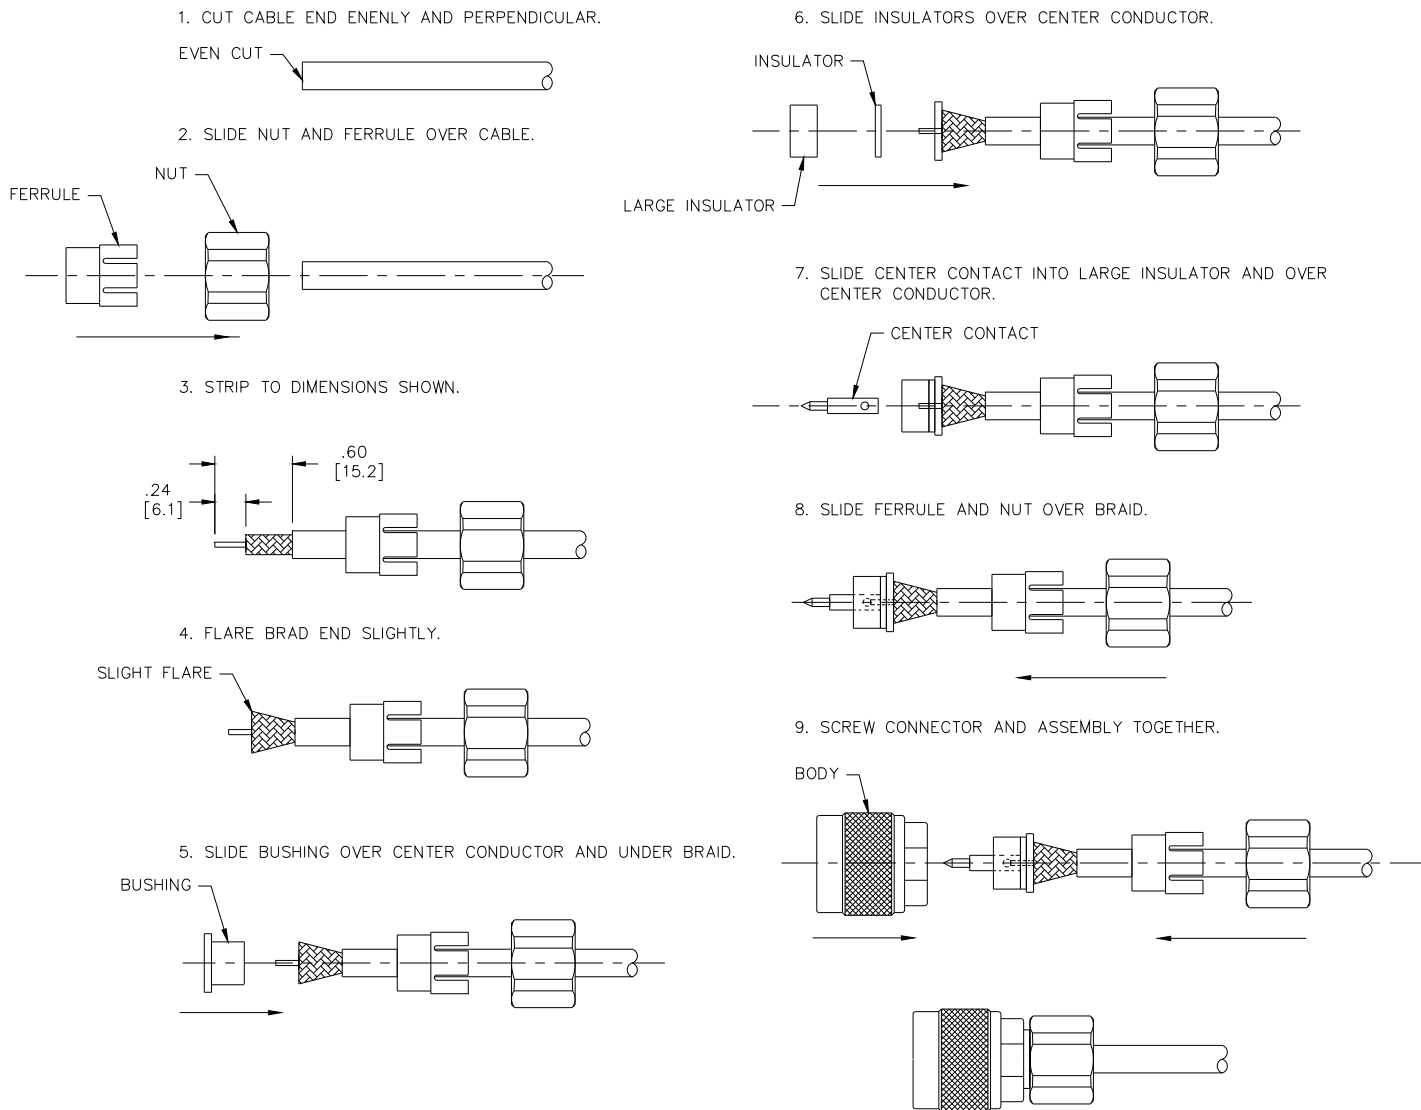 1. CUT CABLE END ENENLY AND PERPENDICULAR.
EVEN CUT
2. SLIDE NUT AND FERRULE OVER CABLE.
NUT
FERRULE
3. STRIP TO DIMENSIONS SHOWN.
.60
[15.2]
.24
[6.1]
4. FLARE BRAD END SLIGHTLY.
SLIGHT FLARE
5. SLIDE BUSHING OVER CENTER CONDUCTOR AND UNDER BRAID.
BUSHING
6. SLIDE INSULATORS OVER CENTER CONDUCTOR.
INSULATOR
LARGE INSULATOR
7. SLIDE CENTER CONTACT INTO LARGE INSULATOR AND OVER
CENTER CONDUCTOR.
CENTER CONTACT
8. SLIDE FERRULE AND NUT OVER BRAID.
9. SCREW CONNECTOR AND ASSEMBLY TOGETHER.
BODY